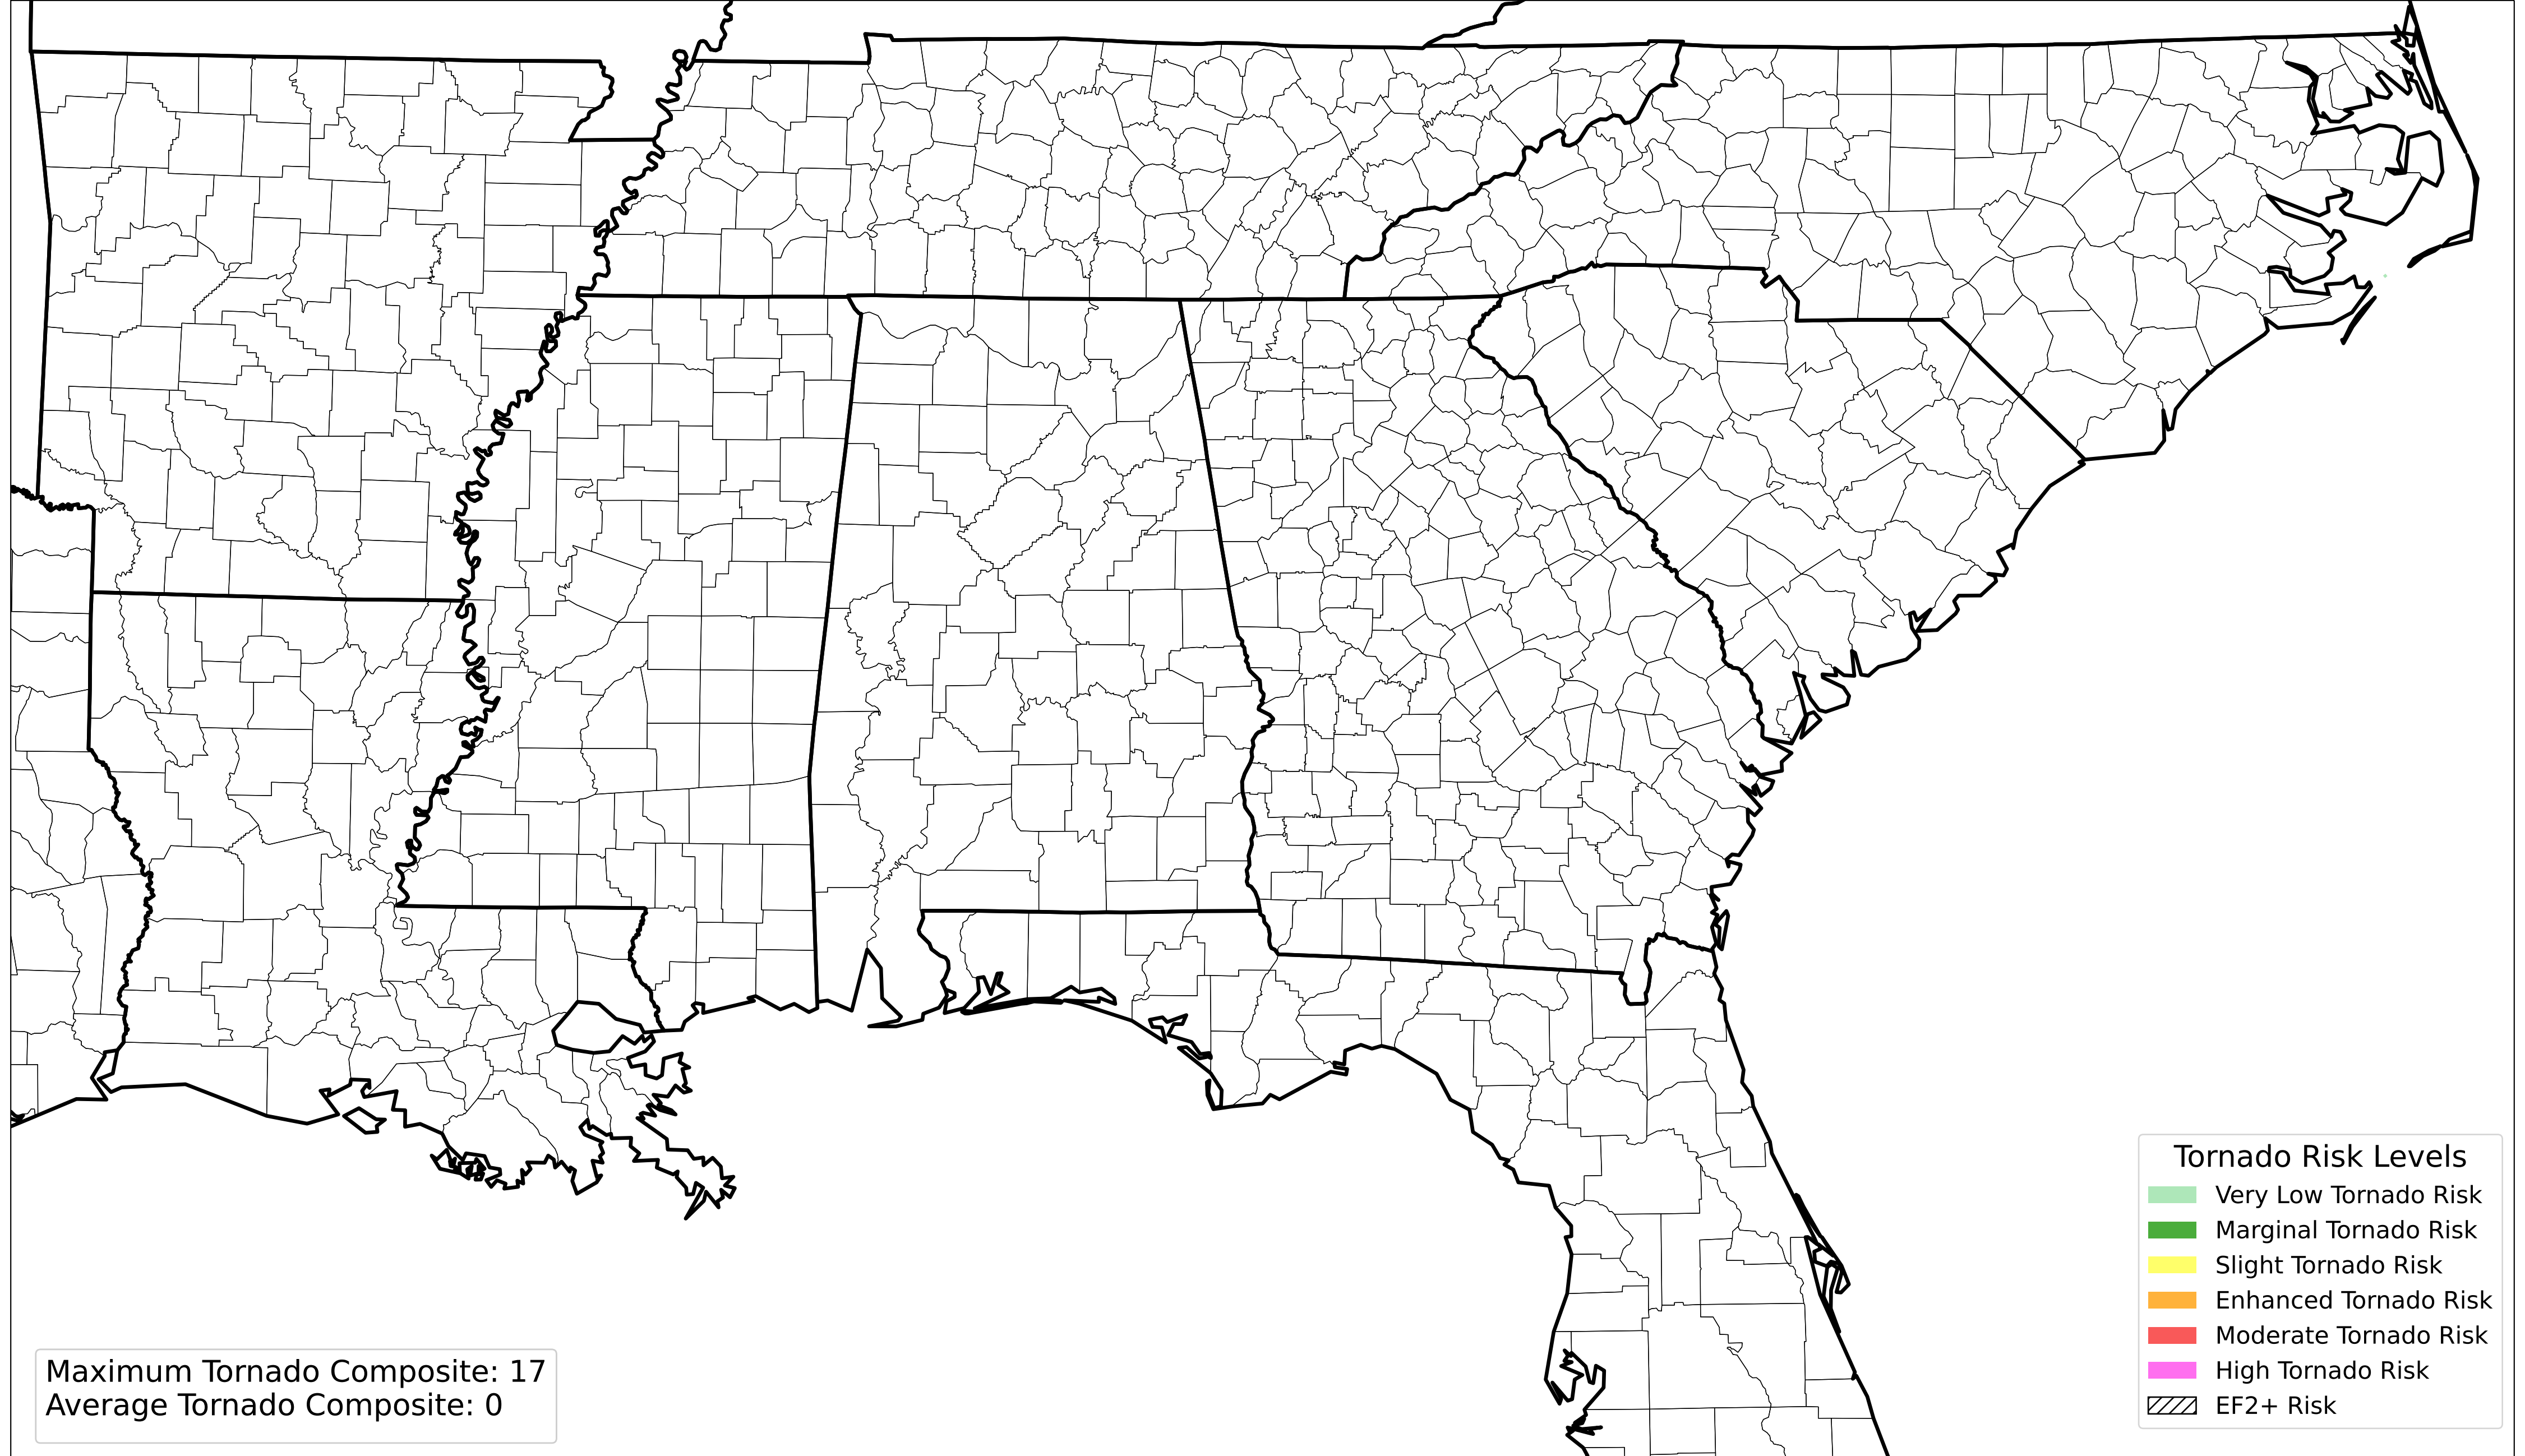 Tornado Risk Levels
Very Low Tornado Risk
Marginal Tornado Risk
Slight Tornado Risk
Enhanced Tornado Risk
Moderate Tornado Risk
High Tornado Risk
EF2+ Risk
Maximum Tornado Composite: 17
Average Tornado Composite: 0